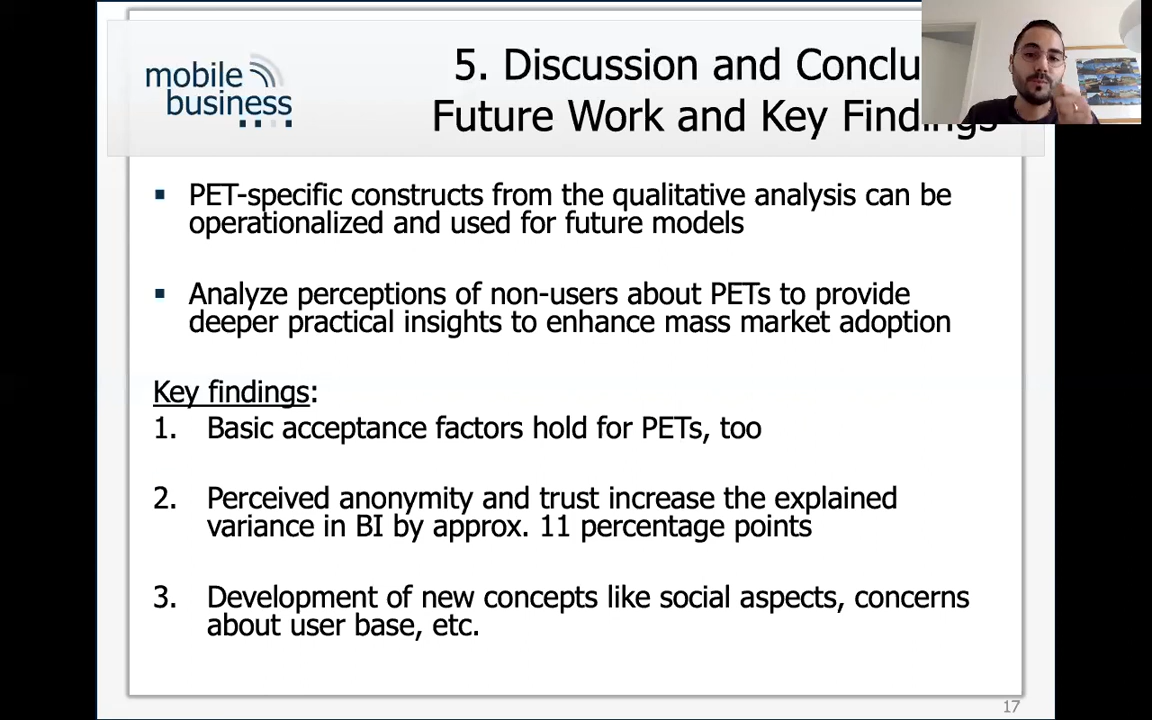 mobile
business
5. Discussion and Conclu
Future Work and Key Findings
PET-specific constructs from the qualitative analysis can be
operationalized and used for future models
Analyze perceptions of non-users about PETs to provide
deeper practical insights to enhance mass market adoption
Key findings:
1. Basic acceptance factors hold for PETs, too
2. Perceived anonymity and trust increase the explained
variance in BI by approx. 11 percentage points
3. Development of new concepts like social aspects, concerns
about user base, etc.
17